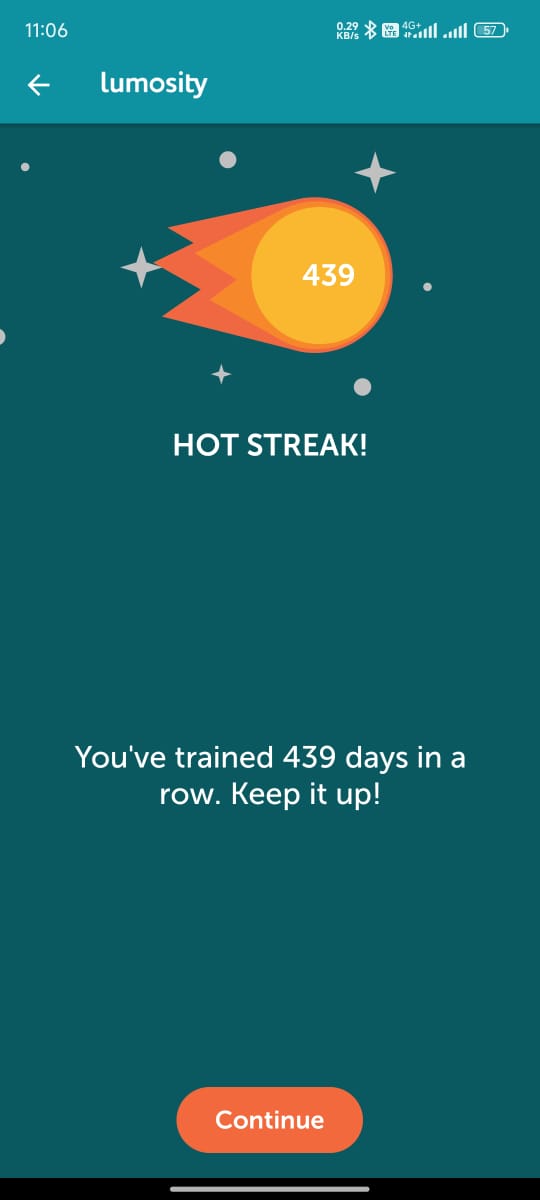 11:06
0.29
KB/s
Vo
LTE
4G+
57
lumosity
439
HOT STREAK!
You've trained 439 days in a
row. Keep it up!
Continue